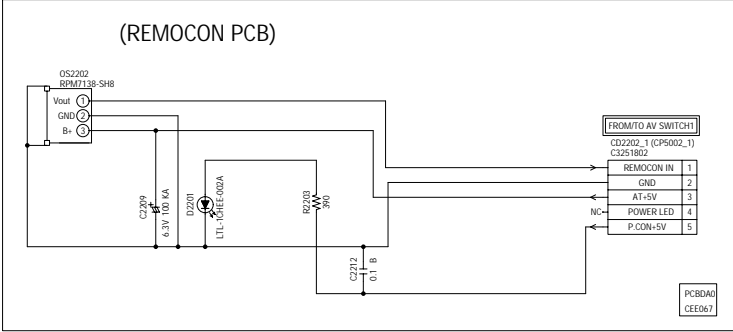 (REMOCON PCB)
OS2202
RPM7138-SH8
Vout 1
GND 2
B+ 3
FROM/TO AV SWITCH1
CD2202_1 (CP5002_1)
C3251802
REMOCON IN 1
GND 2
AT+5V 3
NC POWER LED 4
P.CON+5V 5
C2209
6.3V 100 KA
D2201
LTL-1CHEE-002A
R2203
390
C2212
0.1 B
PCBDA0
CEE067